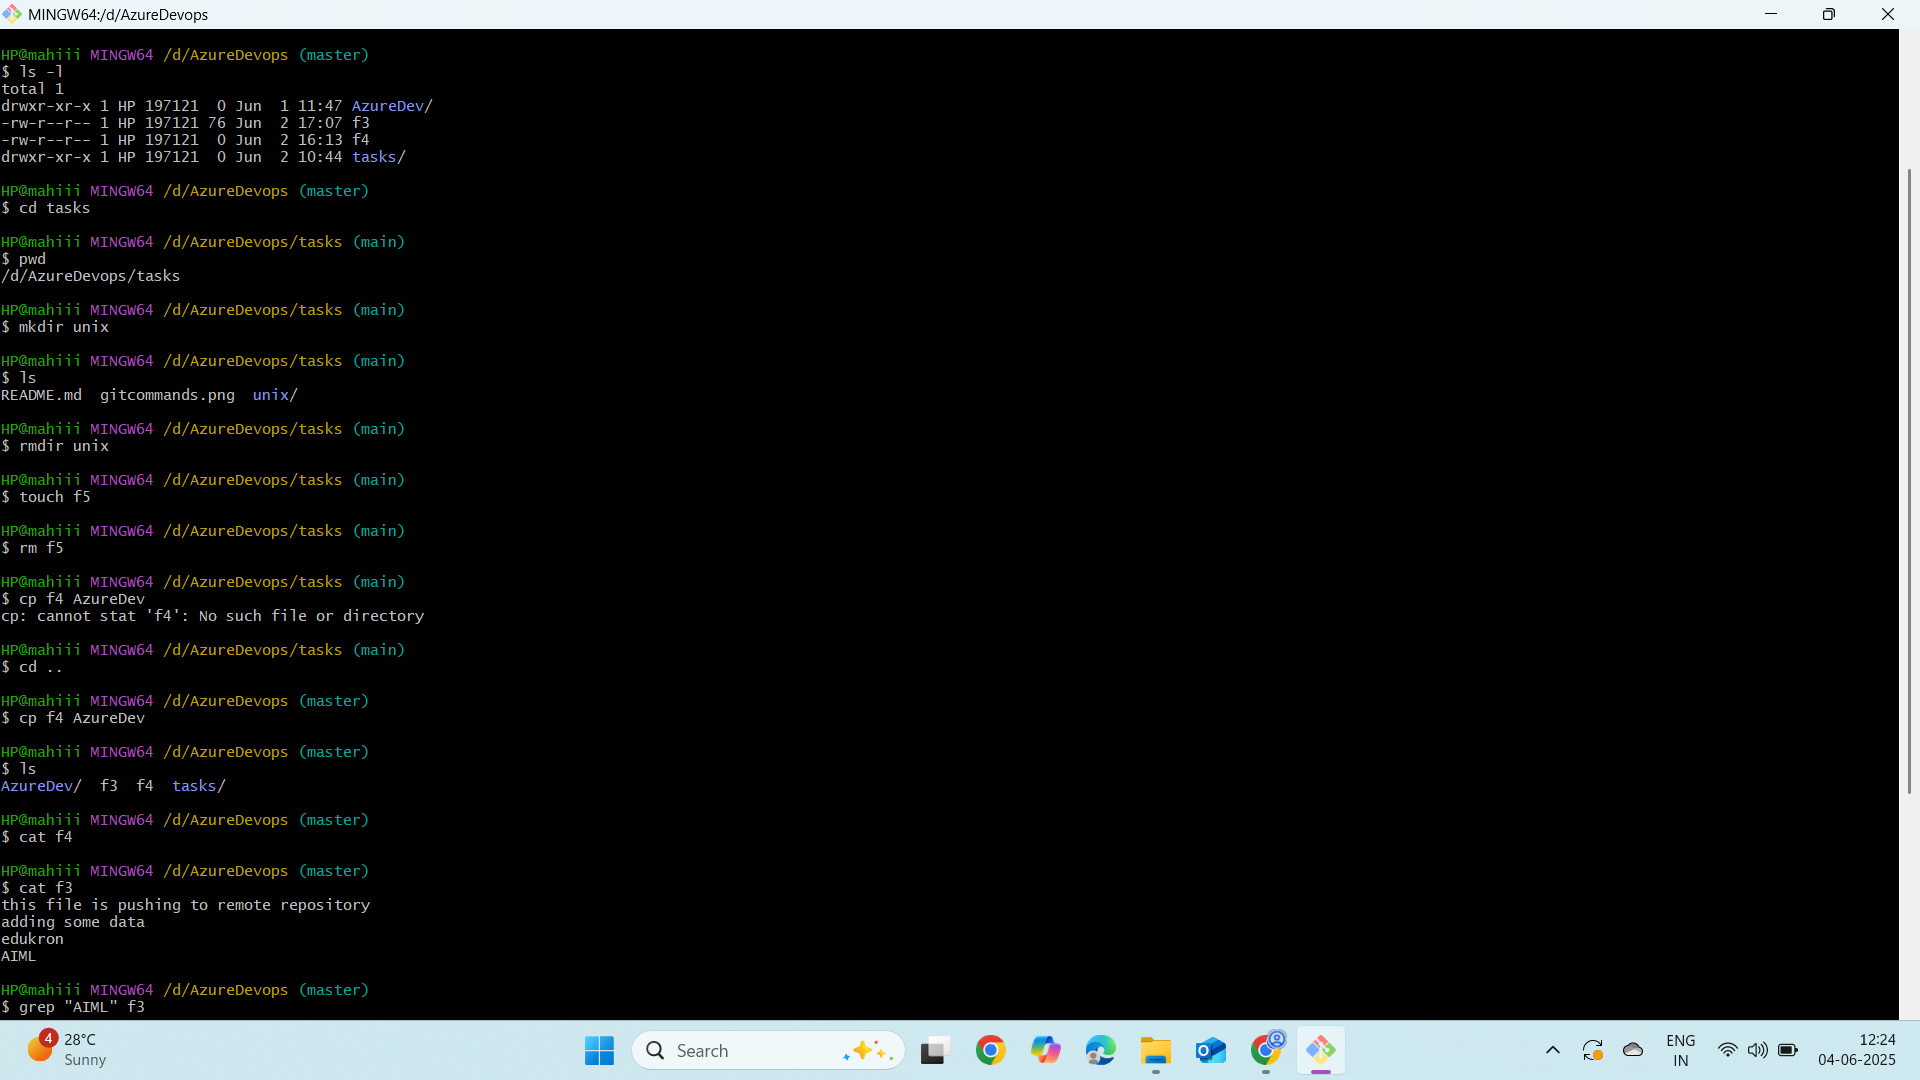 MINGW64:/d/AzureDevops
HP@mahiii MINGW64 /d/AzureDevops (master)
$ ls -l
total 1
drwxr-xr-x 1 HP 197121  0 Jun  1 11:47 AzureDev/
-rw-r--r-- 1 HP 197121 76 Jun  2 17:07 f3
-rw-r--r-- 1 HP 197121  0 Jun  2 16:13 f4
drwxr-xr-x 1 HP 197121  0 Jun  2 10:44 tasks/
HP@mahiii MINGW64 /d/AzureDevops (master)
$ cd tasks
HP@mahiii MINGW64 /d/AzureDevops/tasks (main)
$ pwd
/d/AzureDevops/tasks
HP@mahiii MINGW64 /d/AzureDevops/tasks (main)
$ mkdir unix
HP@mahiii MINGW64 /d/AzureDevops/tasks (main)
$ ls
README.md  gitcommands.png  unix/
HP@mahiii MINGW64 /d/AzureDevops/tasks (main)
$ rmdir unix
HP@mahiii MINGW64 /d/AzureDevops/tasks (main)
$ touch f5
HP@mahiii MINGW64 /d/AzureDevops/tasks (main)
$ rm f5
HP@mahiii MINGW64 /d/AzureDevops/tasks (main)
$ cp f4 AzureDev
cp: cannot stat 'f4': No such file or directory
HP@mahiii MINGW64 /d/AzureDevops/tasks (main)
$ cd ..
HP@mahiii MINGW64 /d/AzureDevops (master)
$ cp f4 AzureDev
HP@mahiii MINGW64 /d/AzureDevops (master)
$ ls
AzureDev/  f3  f4  tasks/
HP@mahiii MINGW64 /d/AzureDevops (master)
$ cat f4
HP@mahiii MINGW64 /d/AzureDevops (master)
$ cat f3
this file is pushing to remote repository
adding some data
edukron
AIML
HP@mahiii MINGW64 /d/AzureDevops (master)
$ grep "AIML" f3
4
28°C
Sunny
Search
ENG
IN
12:24
04-06-2025